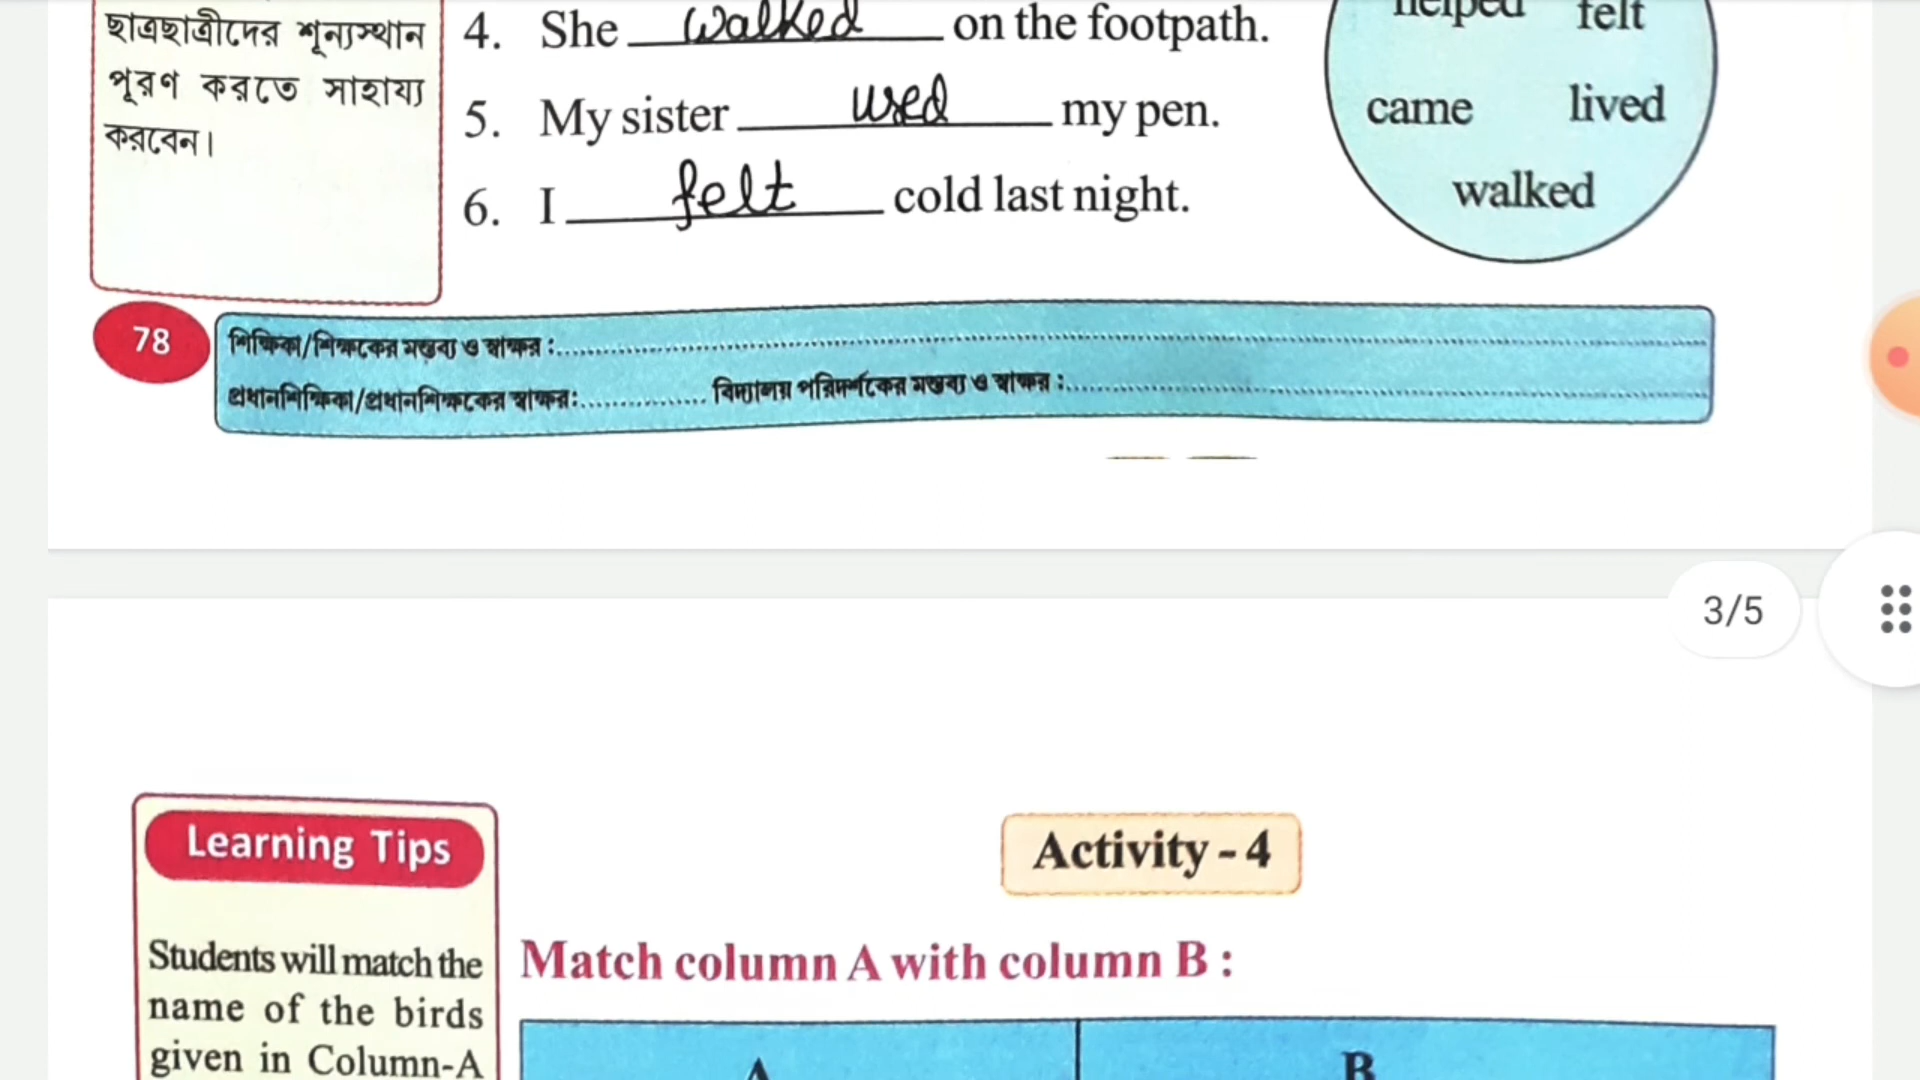 ছাত্রছাত্রীদের শূন্যস্থান
পূরণ করতে সাহায্য
করবেন।
4. She walked on the footpath.
5. My sister used my pen.
6. I felt cold last night.
helped felt
came lived
walked
78
শিক্ষিকা/শিক্ষকের মন্তব্য ও স্বাক্ষর :
প্রধানশিক্ষিকা/প্রধানশিক্ষকের স্বাক্ষর: বিদ্যালয় পরিদর্শকের মন্তব্য ও স্বাক্ষর :
3/5
Learning Tips
Students will match the
name of the birds
given in Column-A
Activity - 4
Match column A with column B :
A B